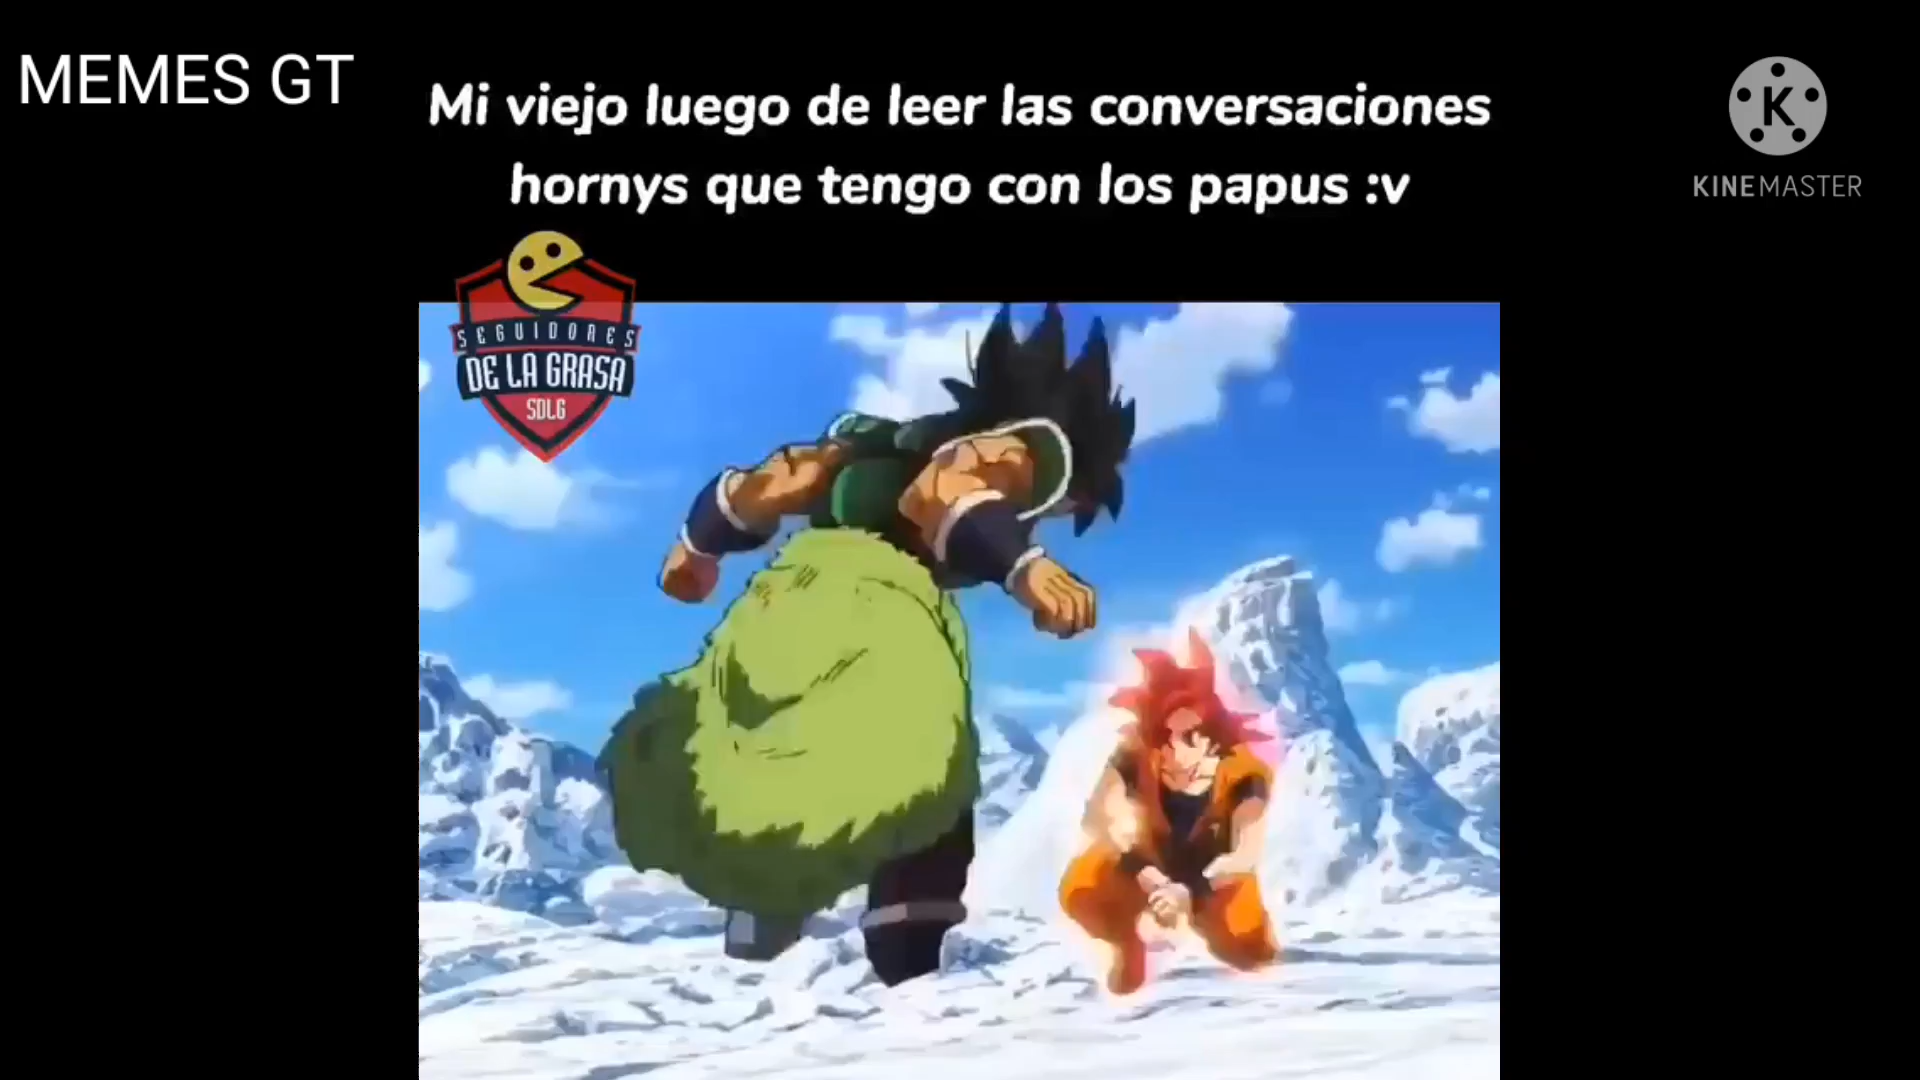 MEMES GT
Mi viejo luego de leer las conversaciones
hornys que tengo con los papus :v
K
KINEMASTER
SEGUIDORES
DE LA GRASA
SDLG